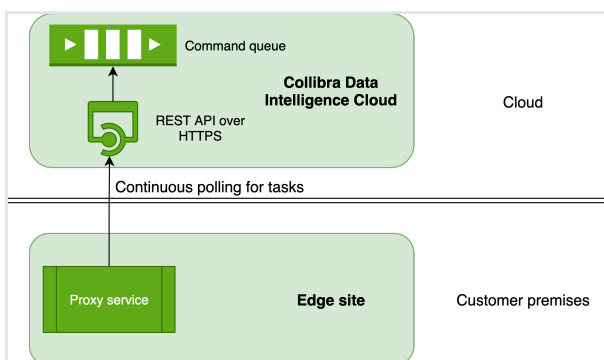 Command queue
Collibra Data
Intelligence Cloud
Cloud
REST API over
HTTPS
Continuous polling for tasks
Proxy service
Edge site
Customer premises